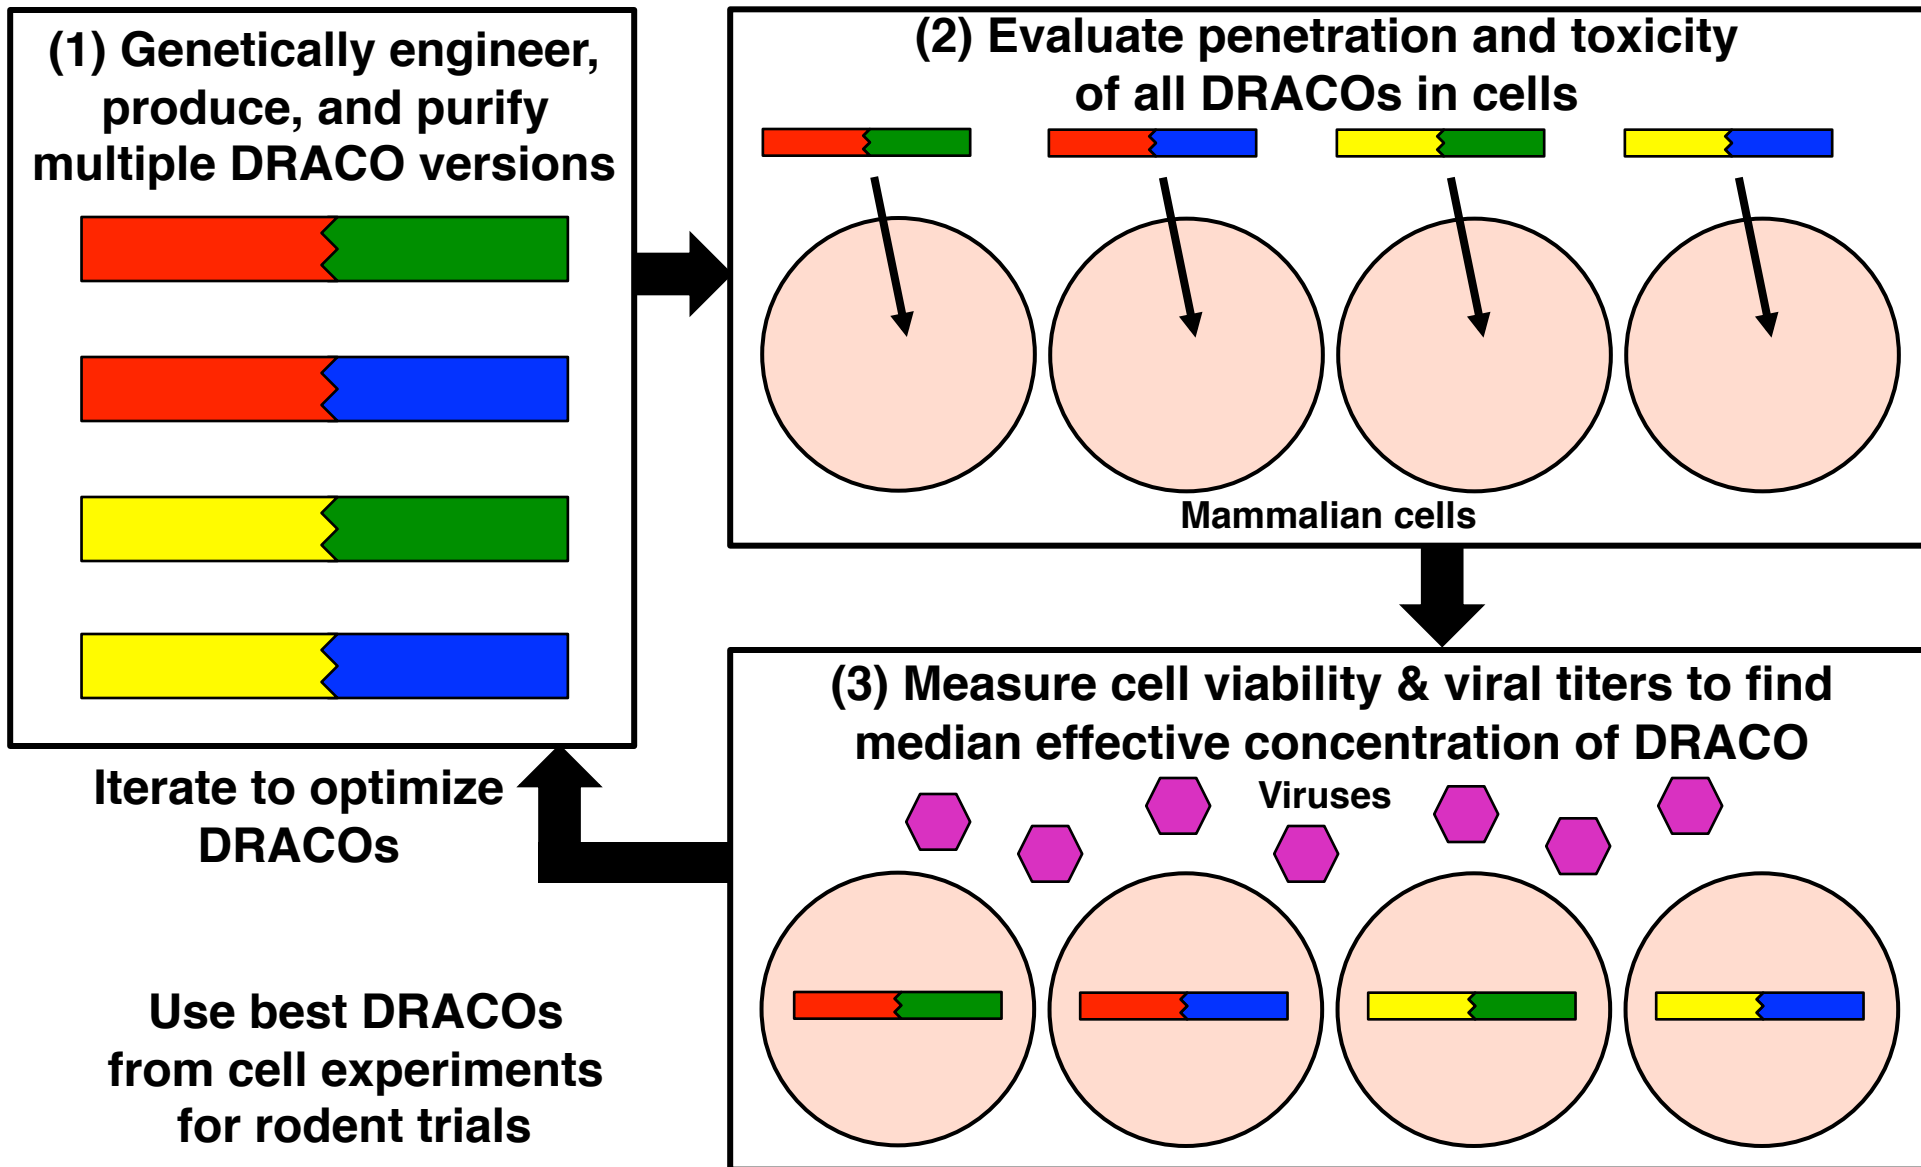 (1) Genetically engineer,
produce, and purify
multiple DRACO versions
(2) Evaluate penetration and toxicity
of all DRACOs in cells
Mammalian cells
(3) Measure cell viability & viral titers to find
median effective concentration of DRACO
Viruses
Iterate to optimize
DRACOs
Use best DRACOs
from cell experiments
for rodent trials